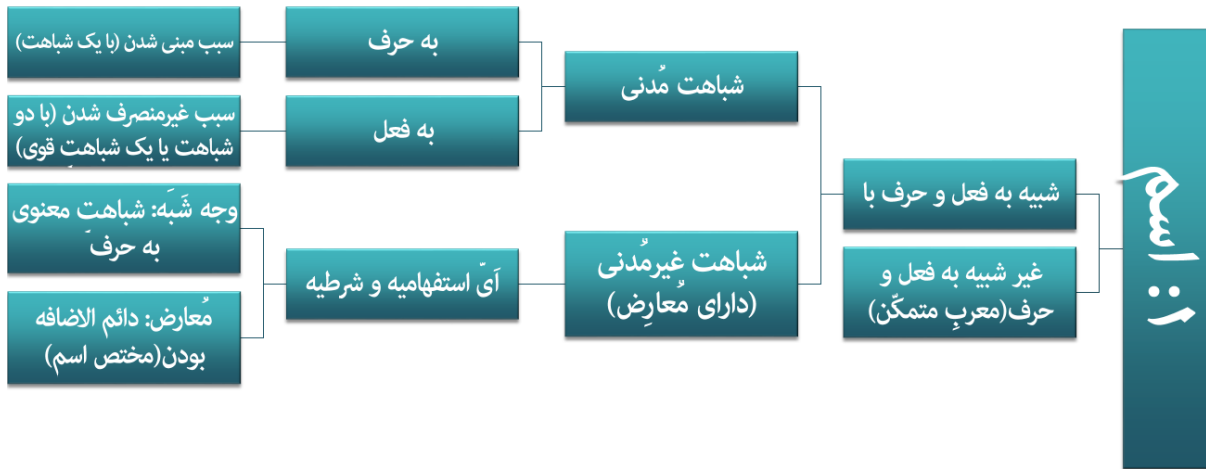 ۱: اسم
شبیه به فعل و حرف با
غیر شبیه به فعل و
حرف(معربِ متمکّن)
شباهت مُدنی
شباهت غیرمُدنی
(دارای مُعارِض)
به حرف
به فعل
اَیّ استفهامیه و شرطیه
سبب مبنی شدن (با یک شباهت)
سبب غیرمنصرف شدن (با دو
شباهت یا یک شباهتِ قوی)
وجه شَبَه: شباهتِ معنوی
به حرف
مُعارض: دائم الاضافه
بودن(مختص اسم)